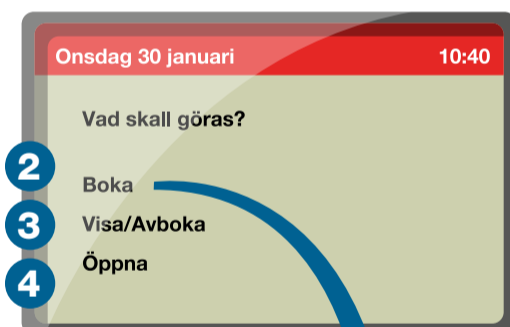 Onsdag 30 januari 10:40
Vad skall göras?
2 Boka
3 Visa/Avboka
4 Öppna